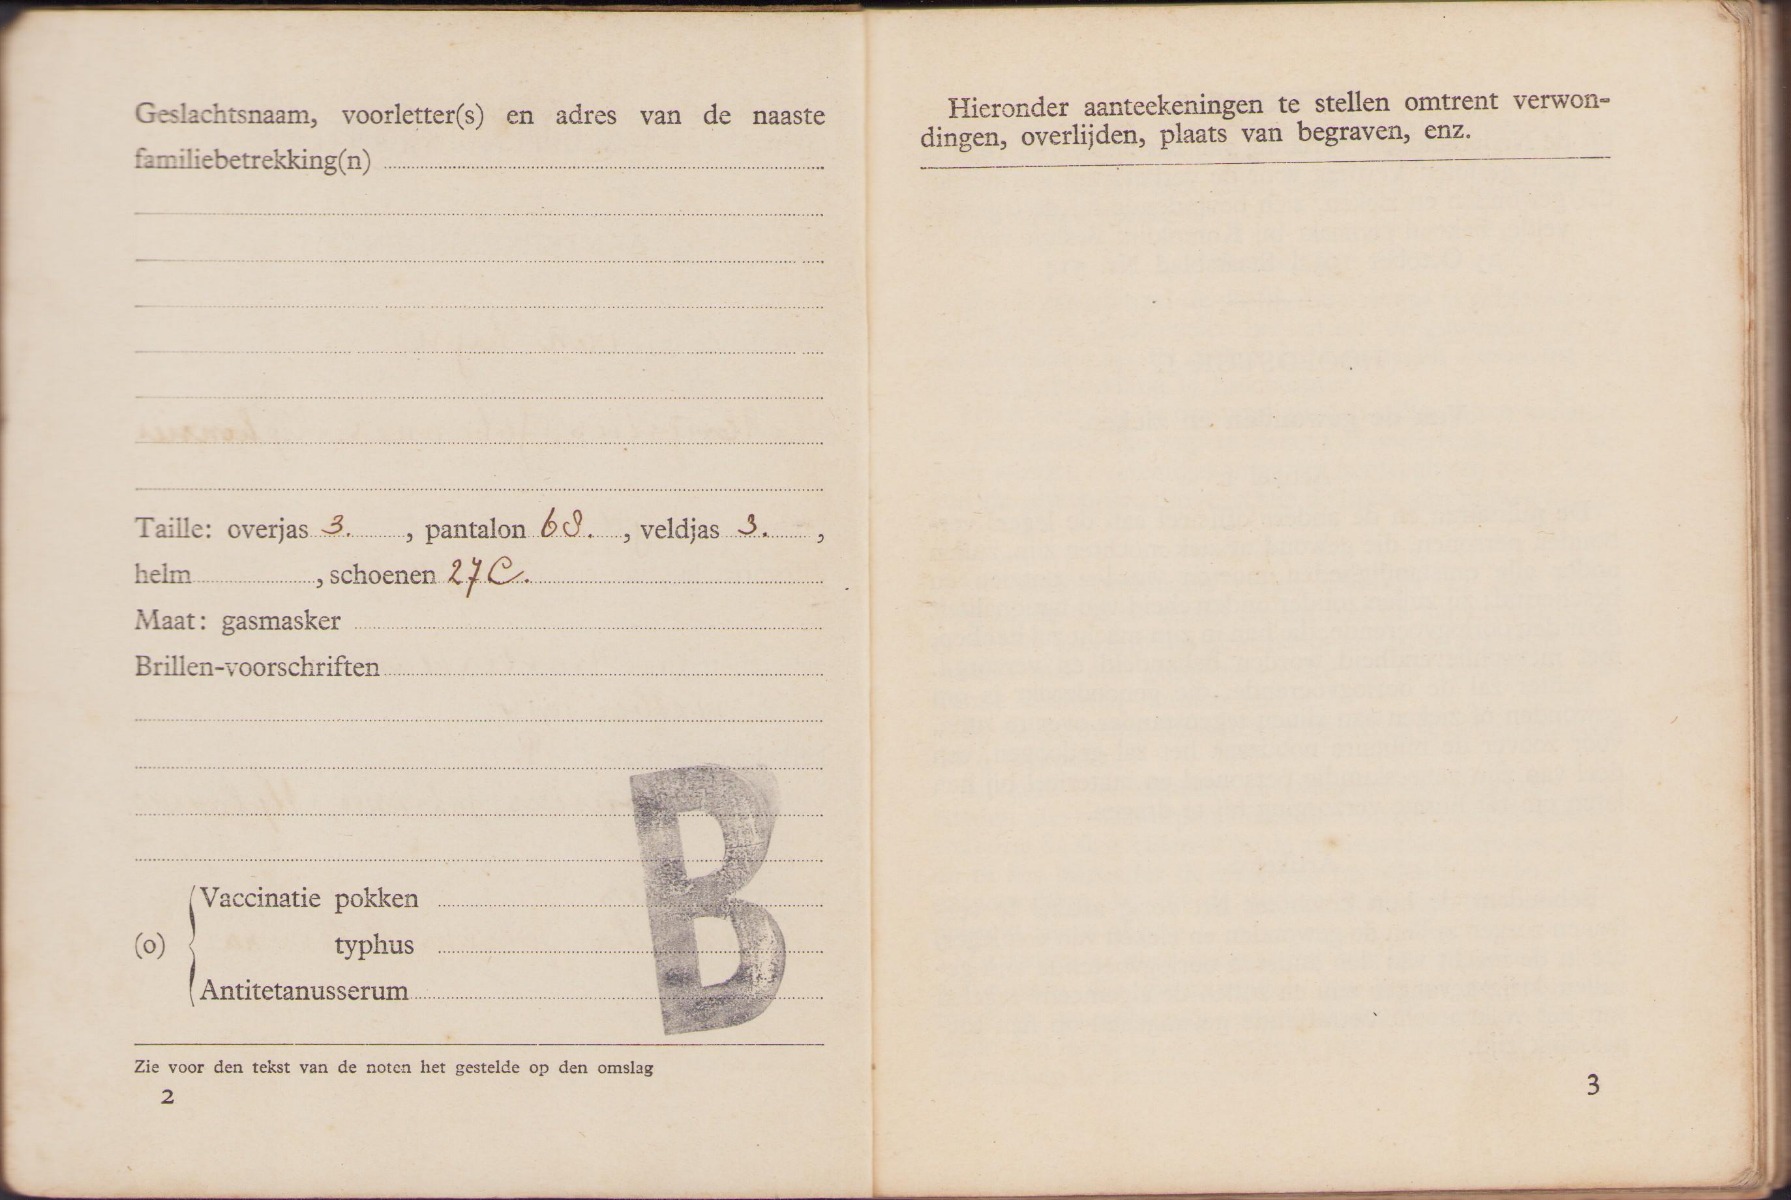 Geslachtsnaam, voorletter(s) en adres van de naaste
familiebetrekking(n)
Taille: overjas 3. , pantalon 68. , veldjas 3. ,
helm , schoenen 27 C.
Maat: gasmasker
Brillen-voorschriften
Vaccinatie pokken
(o) typhus
Antitetanusserum
B
Zie voor den tekst van de noten het gestelde op den omslag
2
Hieronder aanteekeningen te stellen omtrent verwon-
dingen, overlijden, plaats van begraven, enz.
3